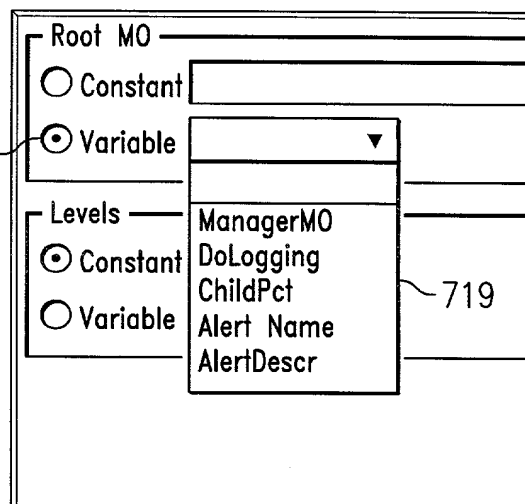 Root MO
Constant
Variable
Levels
Constant
Variable
ManagerMO
DoLogging
ChildPct
Alert Name
AlertDescr
719